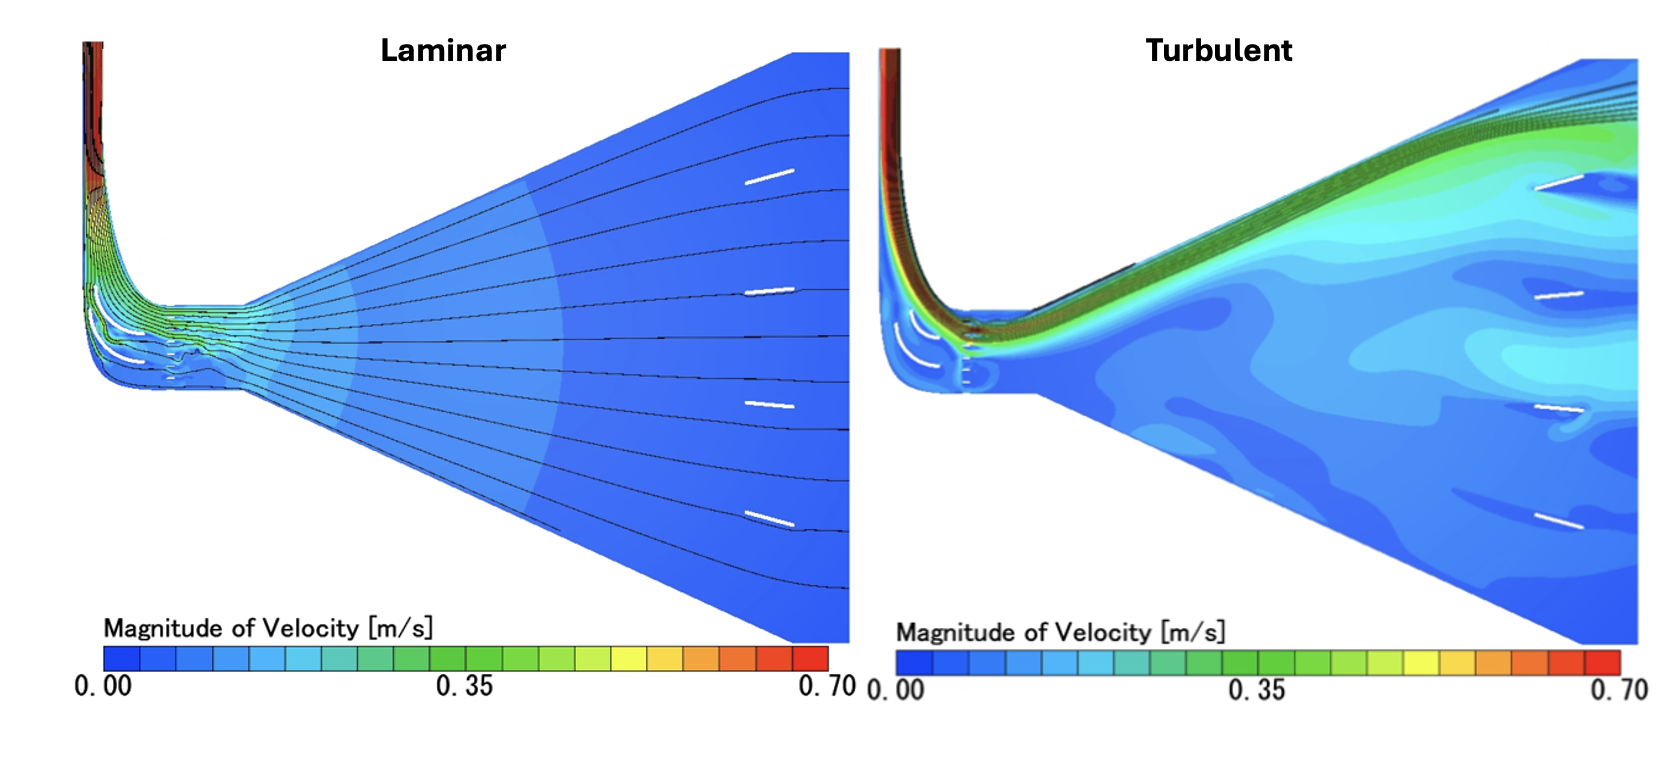 Laminar
Turbulent
Magnitude of Velocity [m/s]
0.00 0.35 0.70
Magnitude of Velocity [m/s]
0.00 0.35 0.70